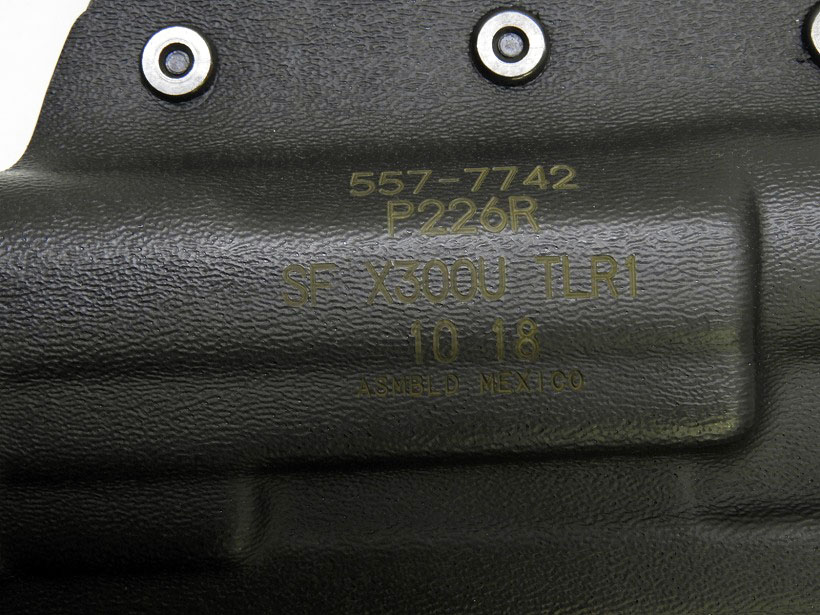 557-7742
P226R
SF X300U TLR1
10 18
ASMBLD MEXICO